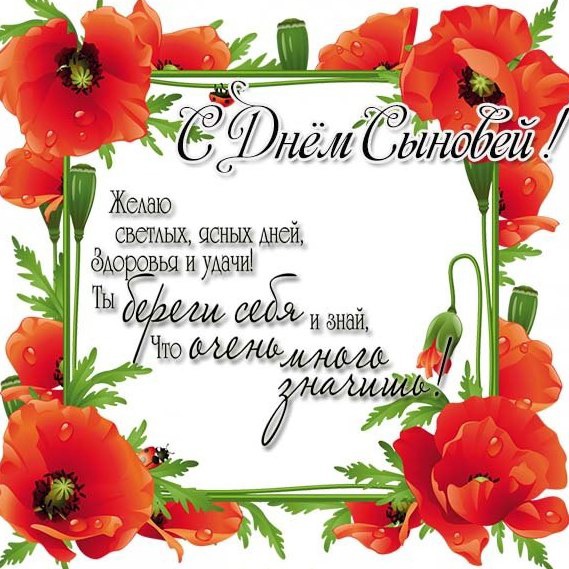 С Днём Сыновей!
Желаю
светлых, ясных дней,
Здоровья и удачи!
Ты береги себя и знай,
Что очень много
значишь!